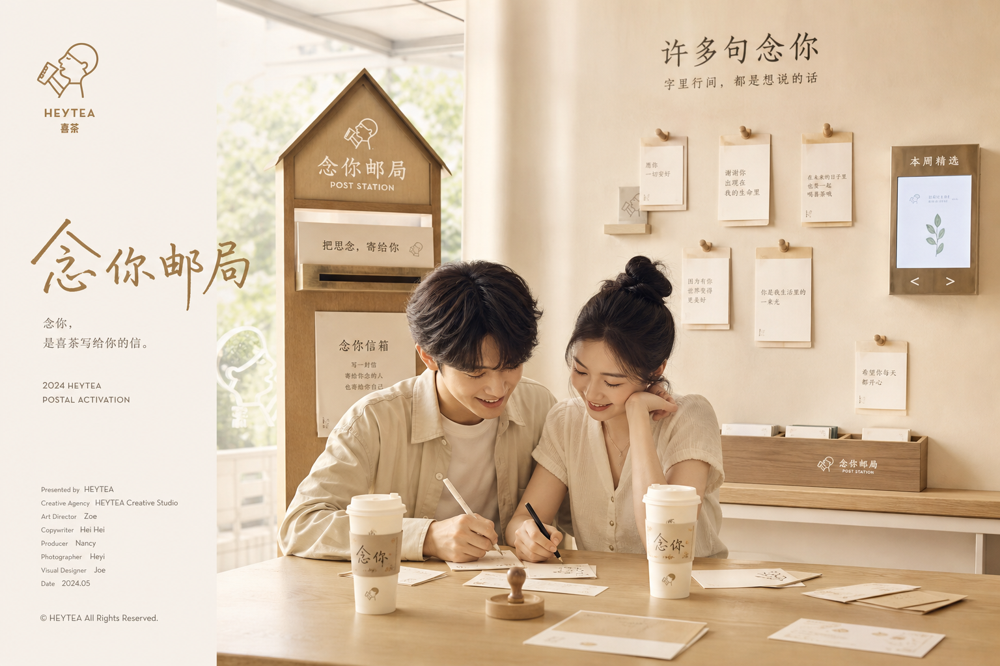 HEYTEA
喜茶
念你邮局
念你，
是喜茶写给你的信。
2024 HEYTEA
POSTAL ACTIVATION
Presented by HEYTEA
Creative Agency HEYTEA Creative Studio
Art Director Zoe
Copywriter Hei Hei
Producer Nancy
Photographer Heyi
Visual Designer Joe
Date 2024.05
© HEYTEA All Rights Reserved.
念你邮局
POST STATION
把思念，寄给你
念你信箱
写一封信
寄给你念的人
也寄给你自己
许多句念你
字里行间，都是想说的话
愿你
一切安好
谢谢你
出现在
我的生命里
在未来的日子里
也要一起
喝喜茶哦
本周精选
< >
因为有你
世界变得
更美好
你是我生活里的
一束光
希望你每天
都开心
念你邮局
POST STATION
念你
念你